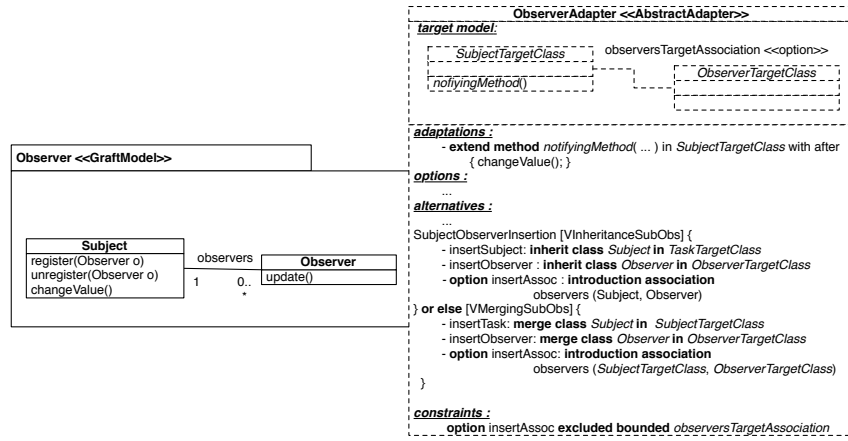 ObserverAdapter <<AbstractAdapter>>
target model:
SubjectTargetClass
nofiyingMethod()
observersTargetAssociation <<option>>
ObserverTargetClass
Observer <<GraftModel>>
Subject
register(Observer o)
unregister(Observer o)
changeValue()
observers
1
0..
*
Observer
update()
adaptations :
- extend method notifyingMethod( ... ) in SubjectTargetClass with after
{ changeValue(); }
options :
...
alternatives :
...
SubjectObserverInsertion [VInheritanceSubObs] {
- insertSubject: inherit class Subject in TaskTargetClass
- insertObserver : inherit class Observer in ObserverTargetClass
- option insertAssoc : introduction association
observers (Subject, Observer)
} or else [VMergingSubObs] {
- insertTask: merge class Subject in SubjectTargetClass
- insertObserver: merge class Observer in ObserverTargetClass
- option insertAssoc: introduction association
observers (SubjectTargetClass, ObserverTargetClass)
}
constraints :
option insertAssoc excluded bounded observersTargetAssociation